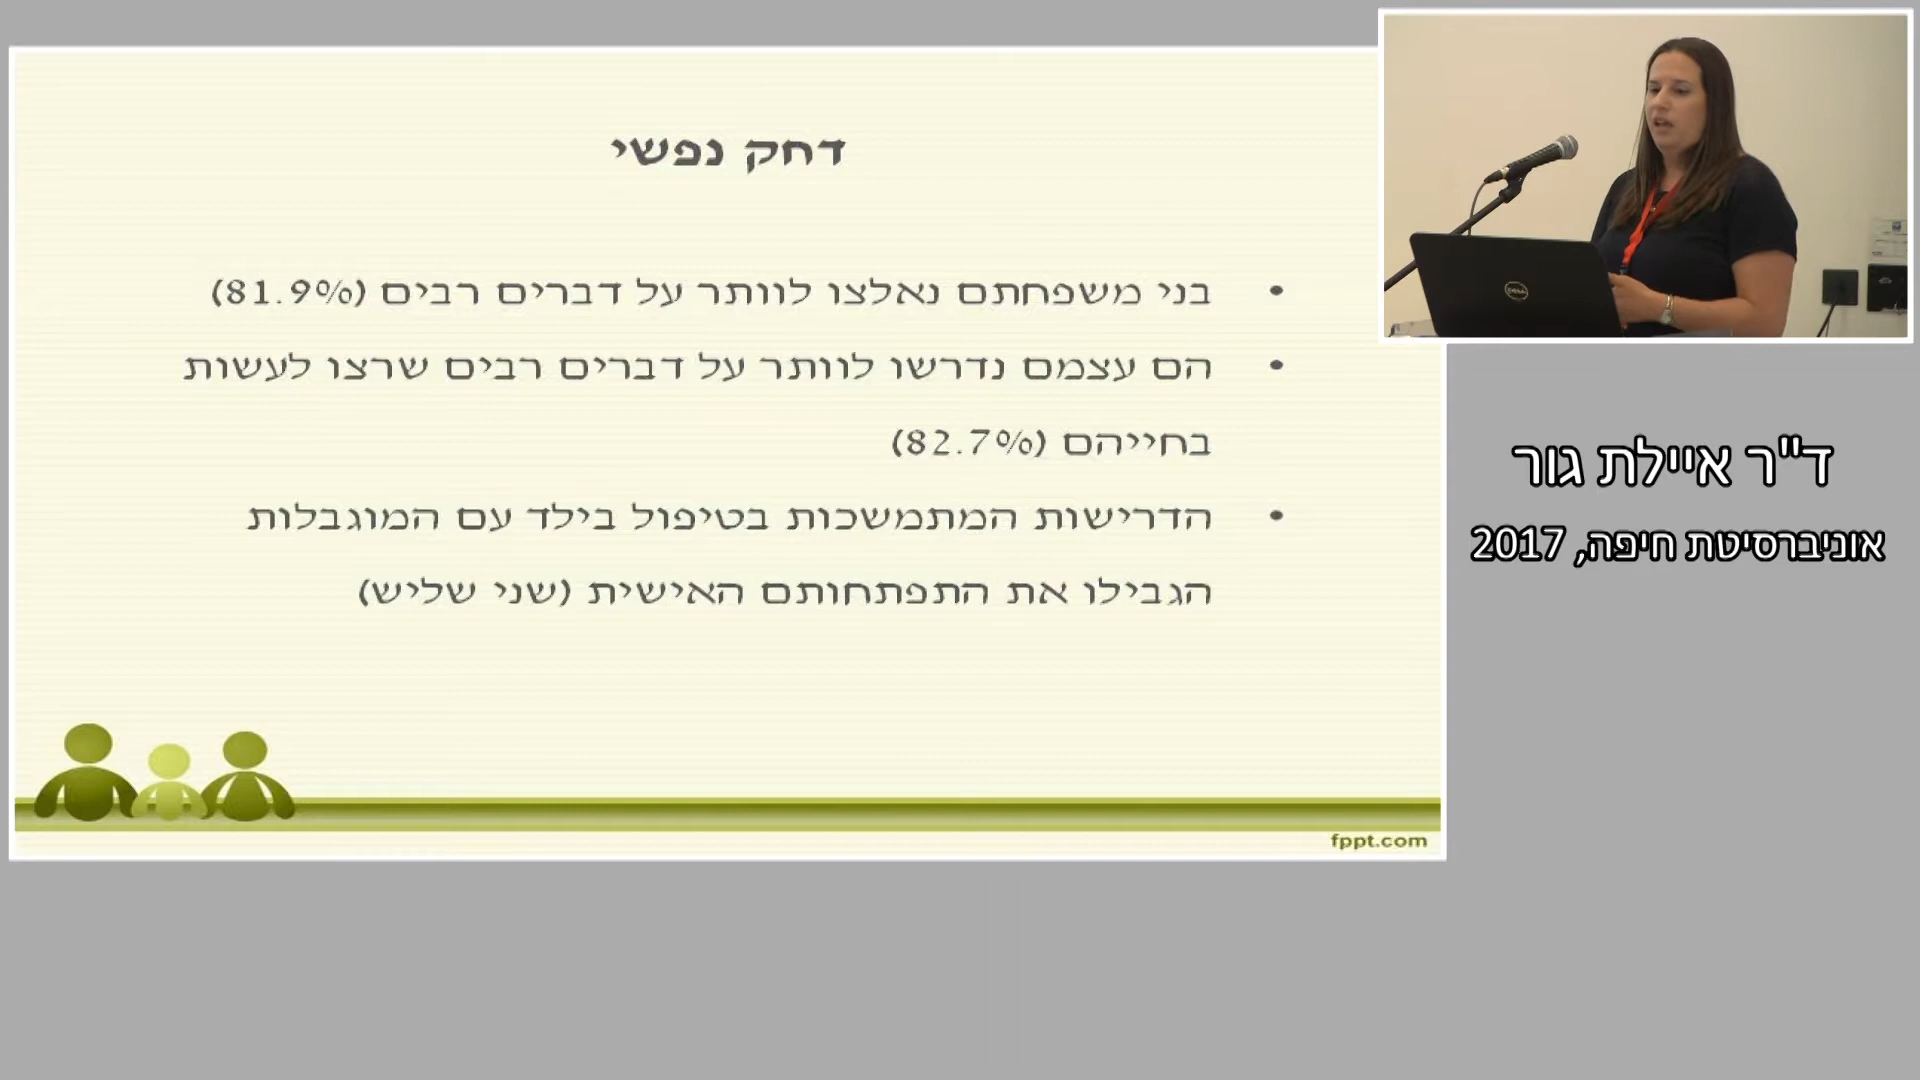 דחק נפשי
• בני משפחתם נאלצו לוותר על דברים רבים (81.9%)
• הם עצמם נדרשו לוותר על דברים רבים שרצו לעשות
בחייהם (82.7%)
• הדרישות המתמשכות בטיפול בילד עם המוגבלות
הגבילו את התפתחותם האישית (שני שליש)
fppt.com
ד"ר איילת גור
אוניברסיטת חיפה, 2017
DELL